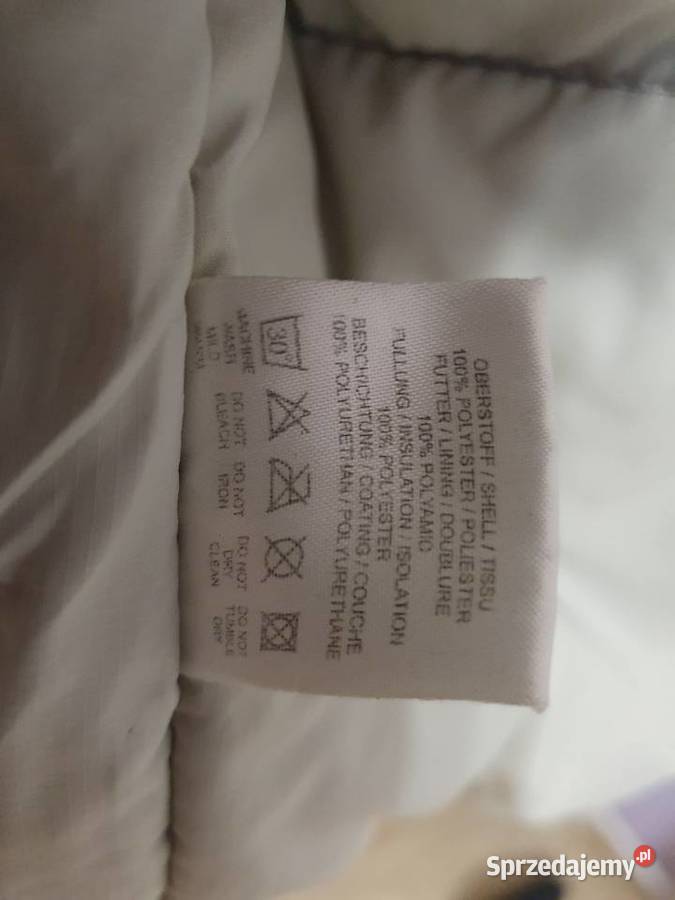 OBERSTOFF / SHELL / TISSU
100% POLYESTER / POLIESTER
FUTTER / LINING / DOUBLURE
100% POLYAMID
FÜLLUNG / INSULATION / ISOLATION
100% POLYESTER
BESCHICHTUNG / COATING / COUCHE
100% POLYURETHAN / POLYURETHANE
30°
MACHINE
WASH
MILD
DO NOT
BLEACH
DO NOT
IRON
DO NOT
DRY
CLEAN
DO NOT
TUMBLE
DRY
Sprzedajemy.pl